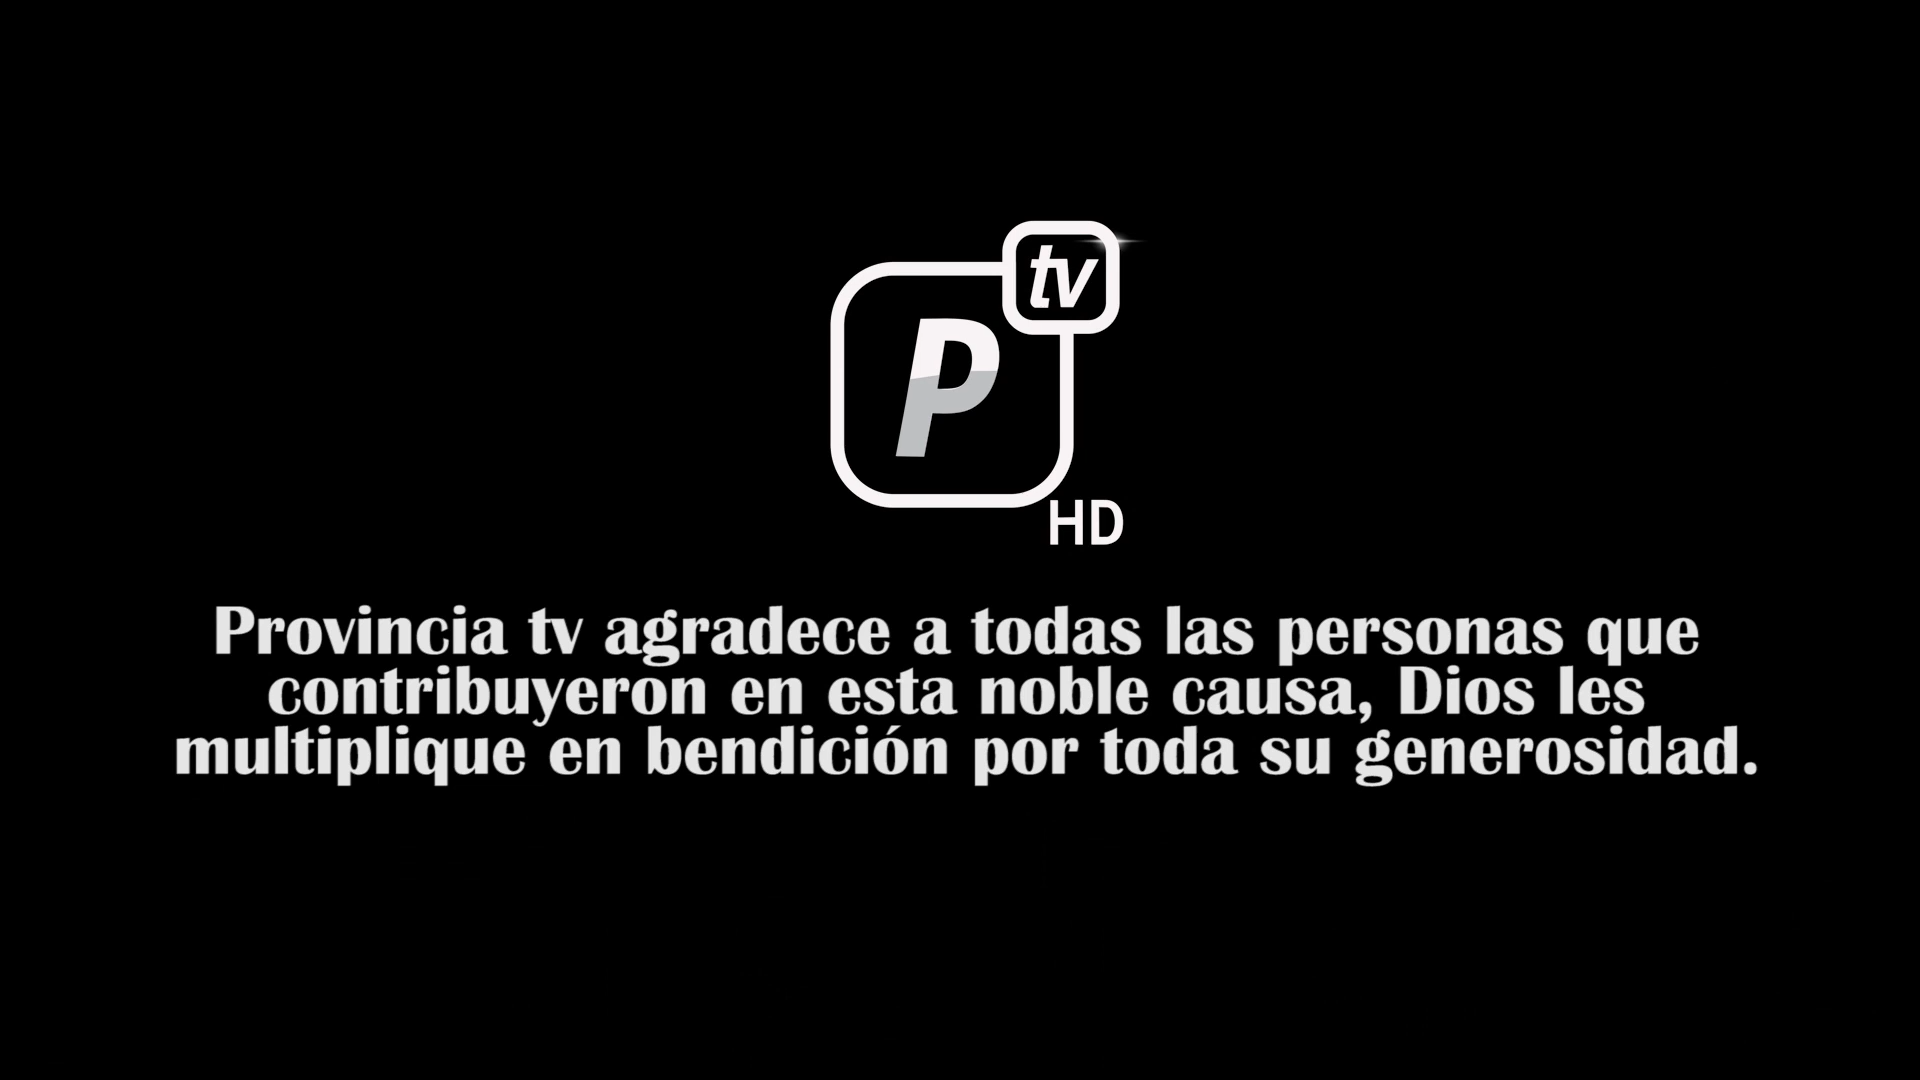 tv
P
HD
Provincia tv agradece a todas las personas que
contribuyeron en esta noble causa, Dios les
multiplique en bendición por toda su generosidad.